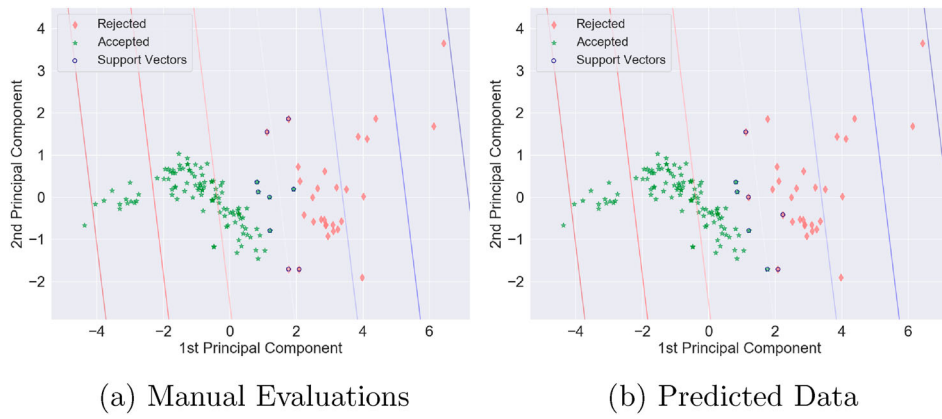 Rejected
Accepted
Support Vectors
4
3
2
1
0
−1
−2
2nd Principal Component
−4
−2
0
2
4
6
1st Principal Component
(a) Manual Evaluations
Rejected
Accepted
Support Vectors
4
3
2
1
0
−1
−2
2nd Principal Component
−4
−2
0
2
4
6
1st Principal Component
(b) Predicted Data